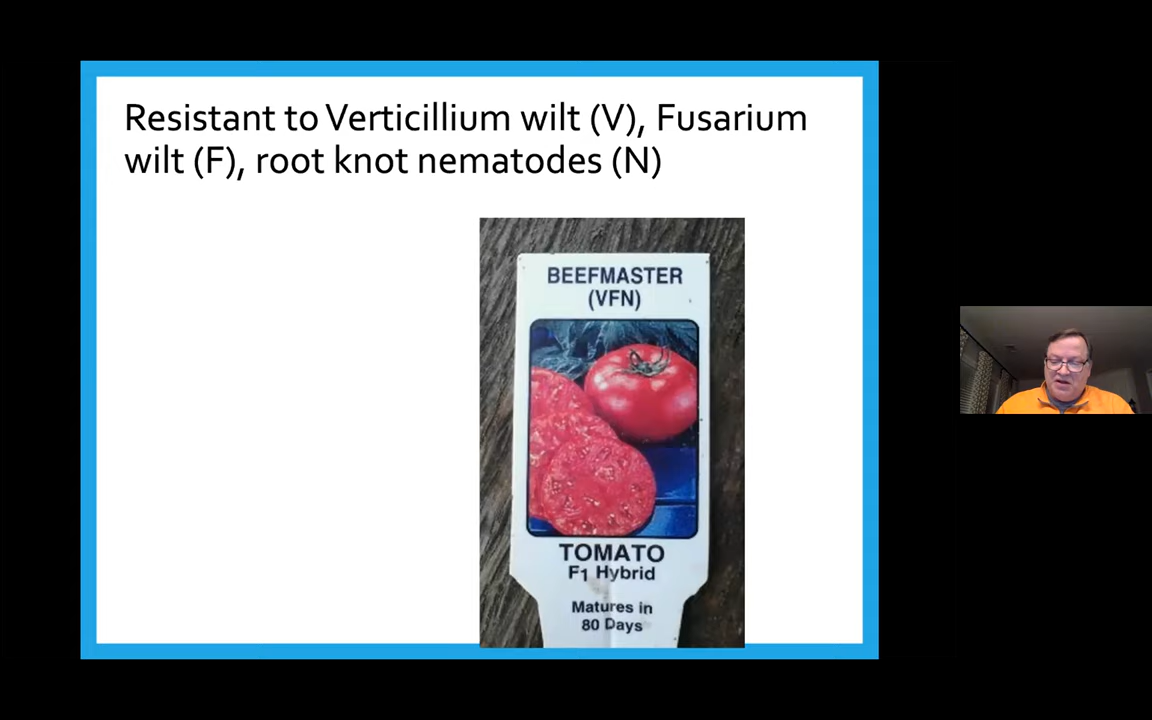 Resistant to Verticillium wilt (V), Fusarium
wilt (F), root knot nematodes (N)
BEEFMASTER
(VFN)
TOMATO
F1 Hybrid
Matures in
80 Days